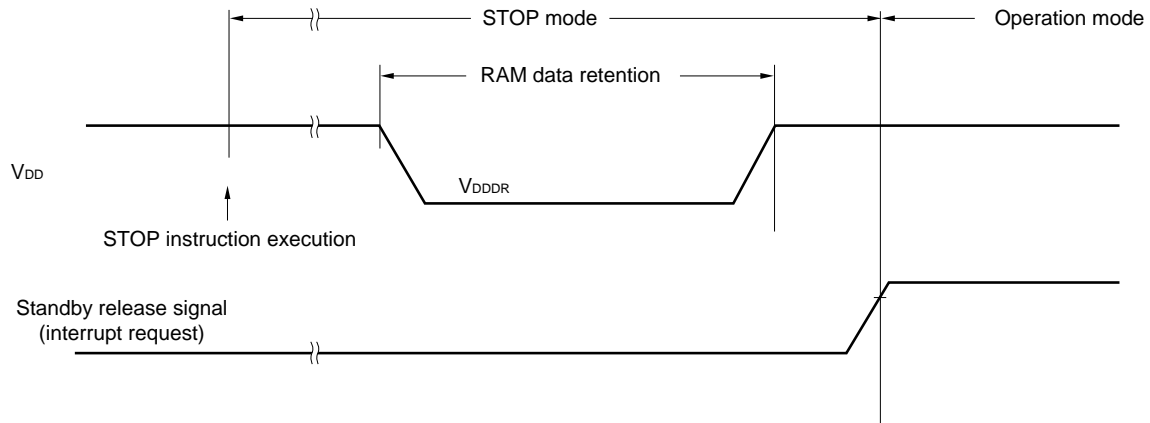 STOP mode
Operation mode
RAM data retention
VDD
VDDDR
STOP instruction execution
Standby release signal
(interrupt request)